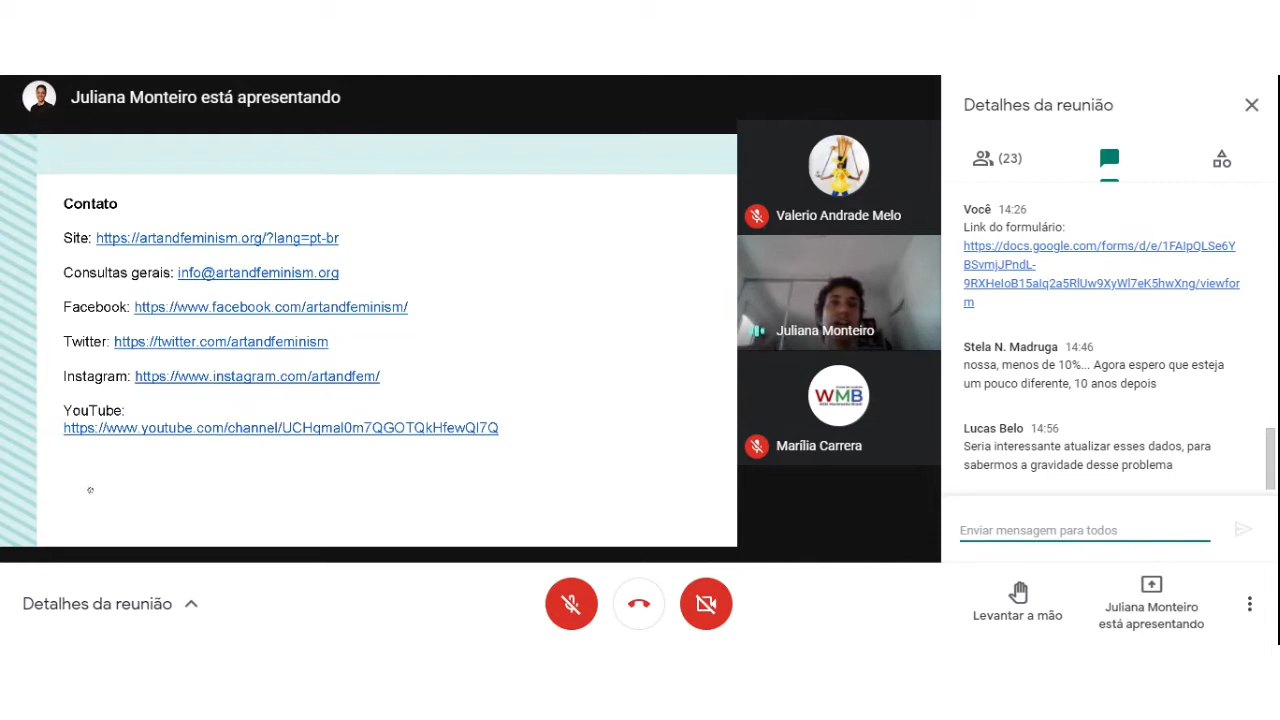 Juliana Monteiro está apresentando
Contato
Site: https://artandfeminism.org/?lang=pt-br
Consultas gerais: info@artandfeminism.org
Facebook: https://www.facebook.com/artandfeminism/
Twitter: https://twitter.com/artandfeminism
Instagram: https://www.instagram.com/artandfem/
YouTube:
https://www.youtube.com/channel/UCHqmal0m7QGOTQkHfewQl7Q
Valerio Andrade Melo
Juliana Monteiro
WMB
Marília Carrera
Detalhes da reunião
(23)
Você 14:26
Link do formulário:
https://docs.google.com/forms/d/e/1FAIpQLSe6Y
BSvmjJPndL-
9RXHeIoB15aIq2a5RlUw9XyWl7eK5hwXng/viewfor
m
Stela N. Madruga 14:46
nossa, menos de 10%... Agora espero que esteja
um pouco diferente, 10 anos depois
Lucas Belo 14:56
Seria interessante atualizar esses dados, para
sabermos a gravidade desse problema
Enviar mensagem para todos
Detalhes da reunião
Levantar a mão
Juliana Monteiro
está apresentando